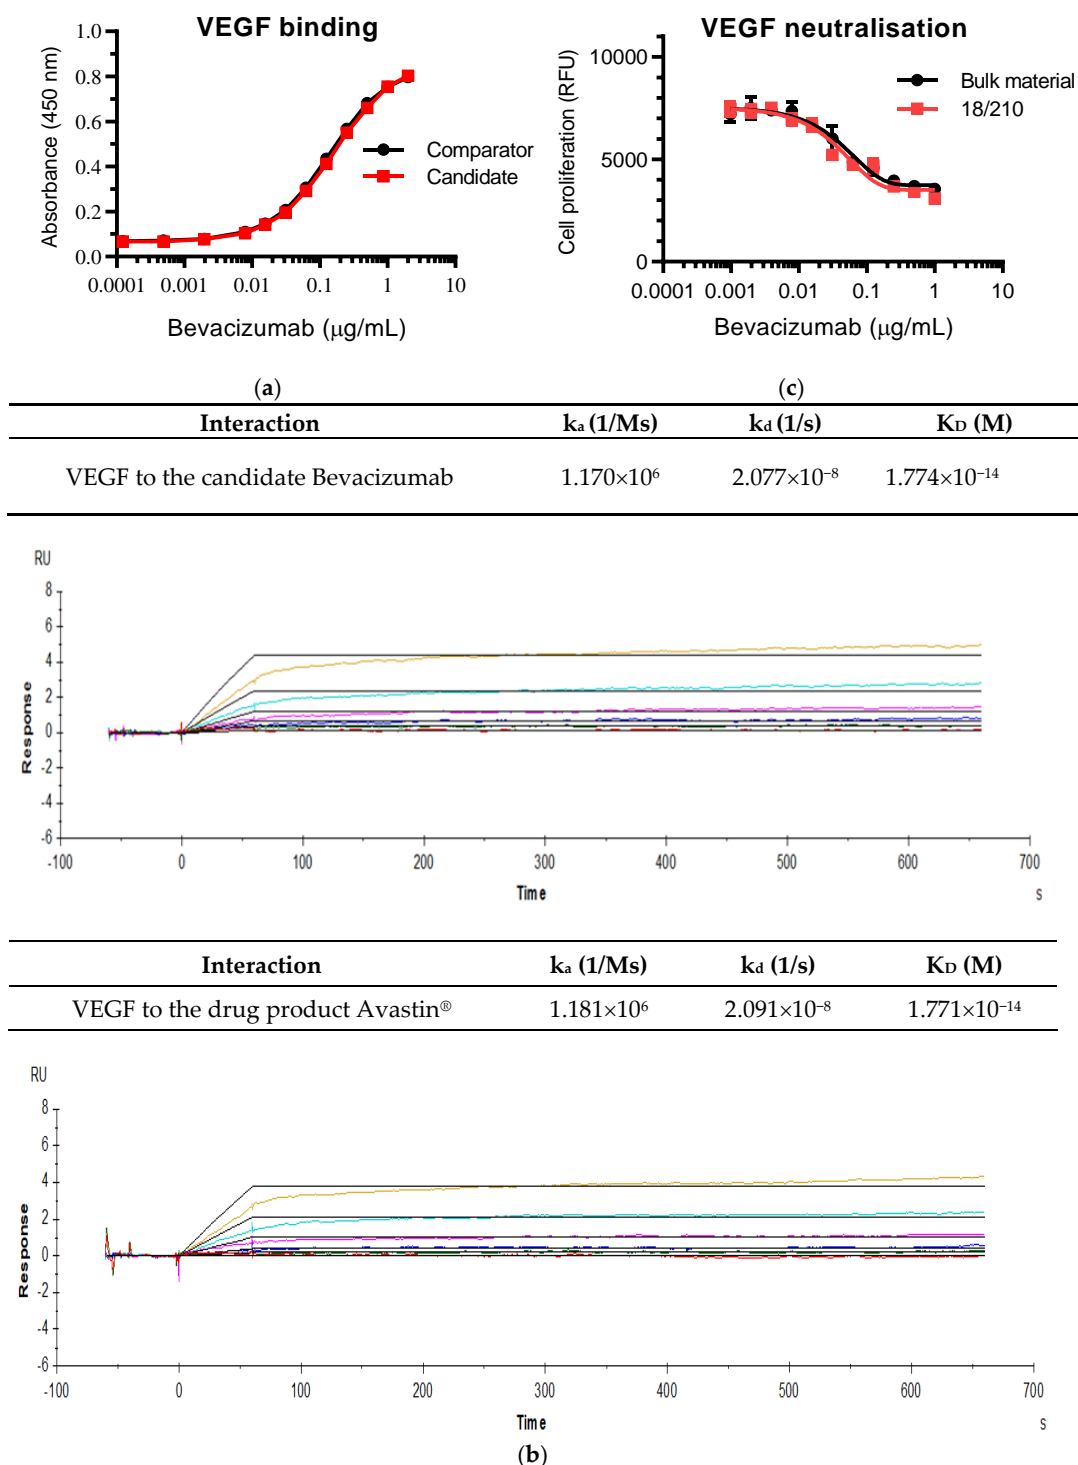 VEGF binding
Absorbance (450 nm)
1.0
0.8
0.6
0.4
0.2
0.0
Comparator
Candidate
0.0001 0.001 0.01 0.1 1 10
Bevacizumab (μg/mL)
(a)
VEGF neutralisation
Cell proliferation (RFU)
10000
5000
0
Bulk material
18/210
0.0001 0.001 0.01 0.1 1 10
Bevacizumab (μg/mL)
(c)
Interaction kₐ (1/Ms) k_d (1/s) K_D (M)
VEGF to the candidate Bevacizumab 1.170×10⁶ 2.077×10⁻⁸ 1.774×10⁻¹⁴
RU
8
6
4
2
0
-2
-4
-6
Response
-100 0 100 200 300 400 500 600 700
Time s
Interaction kₐ (1/Ms) k_d (1/s) K_D (M)
VEGF to the drug product Avastin® 1.181×10⁶ 2.091×10⁻⁸ 1.771×10⁻¹⁴
RU
8
6
4
2
0
-2
-4
-6
Response
-100 0 100 200 300 400 500 600 700
Time s
(b)